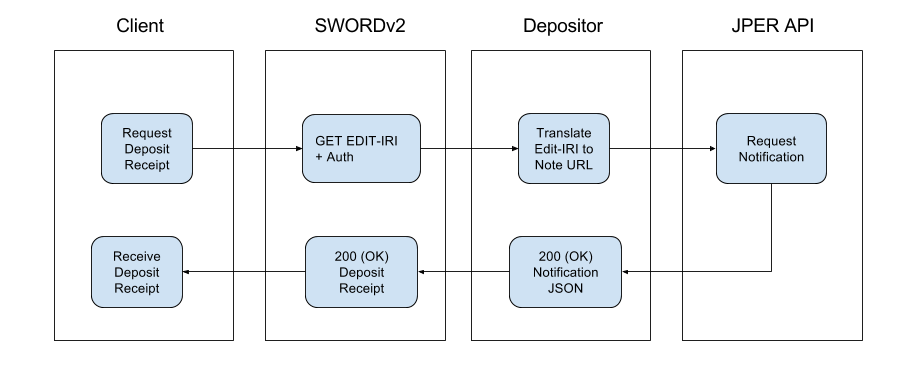 Client
SWORDv2
Depositor
JPER API
Request
Deposit
Receipt
GET EDIT-IRI
+ Auth
Translate
Edit-IRI to
Note URL
Request
Notification
Receive
Deposit
Receipt
200 (OK)
Deposit
Receipt
200 (OK)
Notification
JSON